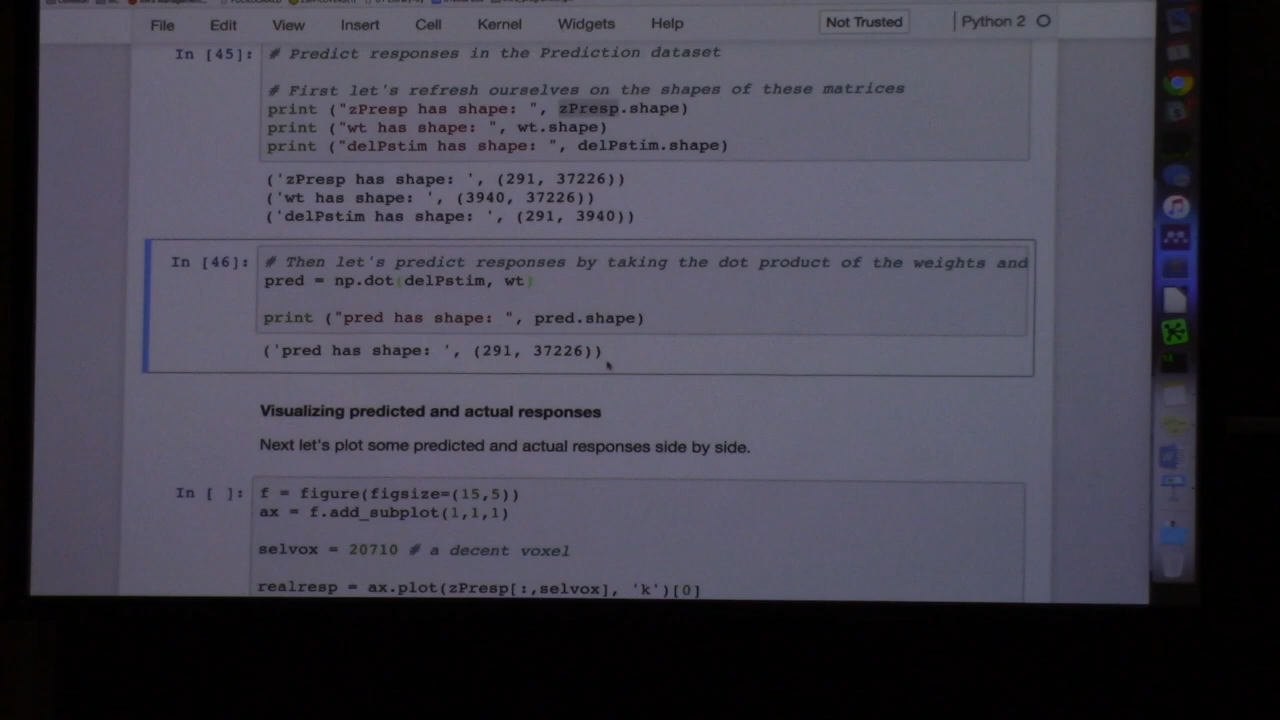 File Edit View Insert Cell Kernel Widgets Help Not Trusted | Python 2
In [45]: # Predict responses in the Prediction dataset
# First let's refresh ourselves on the shapes of these matrices
print ("zPresp has shape: ", zPresp.shape)
print ("wt has shape: ", wt.shape)
print ("delPstim has shape: ", delPstim.shape)
('zPresp has shape: ', (291, 37226))
('wt has shape: ', (3940, 37226))
('delPstim has shape: ', (291, 3940))
In [46]: # Then let's predict responses by taking the dot product of the weights and
pred = np.dot(delPstim, wt)
print ("pred has shape: ", pred.shape)
('pred has shape: ', (291, 37226))
Visualizing predicted and actual responses
Next let's plot some predicted and actual responses side by side.
In [ ]: f = figure(figsize=(15,5))
ax = f.add_subplot(1,1,1)
selvox = 20710 # a decent voxel
realresp = ax.plot(zPresp[:,selvox], 'k')[0]